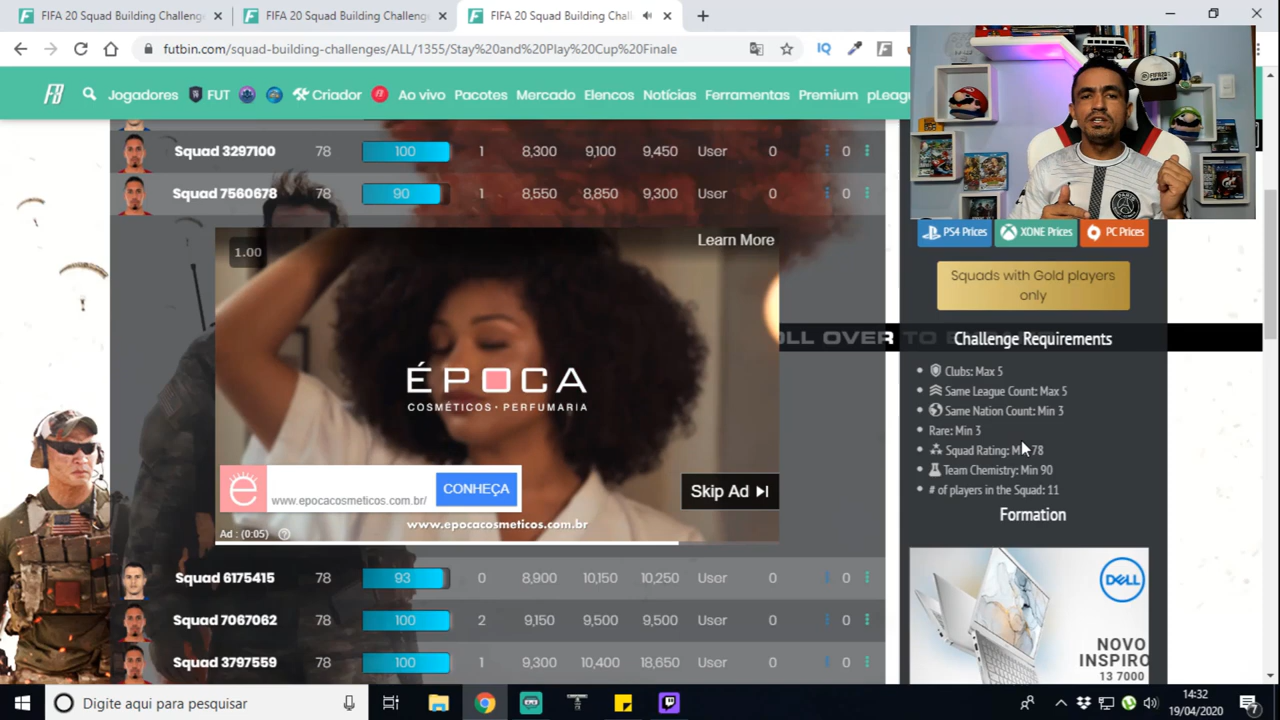 FIFA 20 Squad Building Challenge
FIFA 20 Squad Building Challenge
FIFA 20 Squad Building Chall
futbin.com/squad-building-challenges/ALL/1355/Stay%20and%20Play%20Cup%20Finale
IQ
Jogadores FUT Criador Ao vivo Pacotes Mercado Elencos Notícias Ferramentas Premium pLeagu
Squad 3297100 78 100 1 8,300 9,100 9,450 User 0 0
Squad 7560678 78 90 1 8,550 8,850 9,300 User 0 0
PS4 Prices XONE Prices PC Prices
1.00
Learn More
Squads with Gold players
only
Challenge Requirements
Clubs: Max 5
Same League Count: Max 5
Same Nation Count: Min 3
Rare: Min 3
Squad Rating: M 78
Team Chemistry: Min 90
# of players in the Squad: 11
Formation
ÉPOCA
COSMÉTICOS · PERFUMARIA
www.epocacosmeticos.com.br/
CONHEÇA
Skip Ad
www.epocacosmeticos.com.br
Ad : (0:05)
Squad 6175415 78 93 0 8,900 10,150 10,250 User 0 0
Squad 7067062 78 100 2 9,150 9,500 9,500 User 0 0
Squad 3797559 78 100 1 9,300 10,400 18,650 User 0 0
DELL
NOVO
INSPIRO
13 7000
Digite aqui para pesquisar
14:32
19/04/2020
7